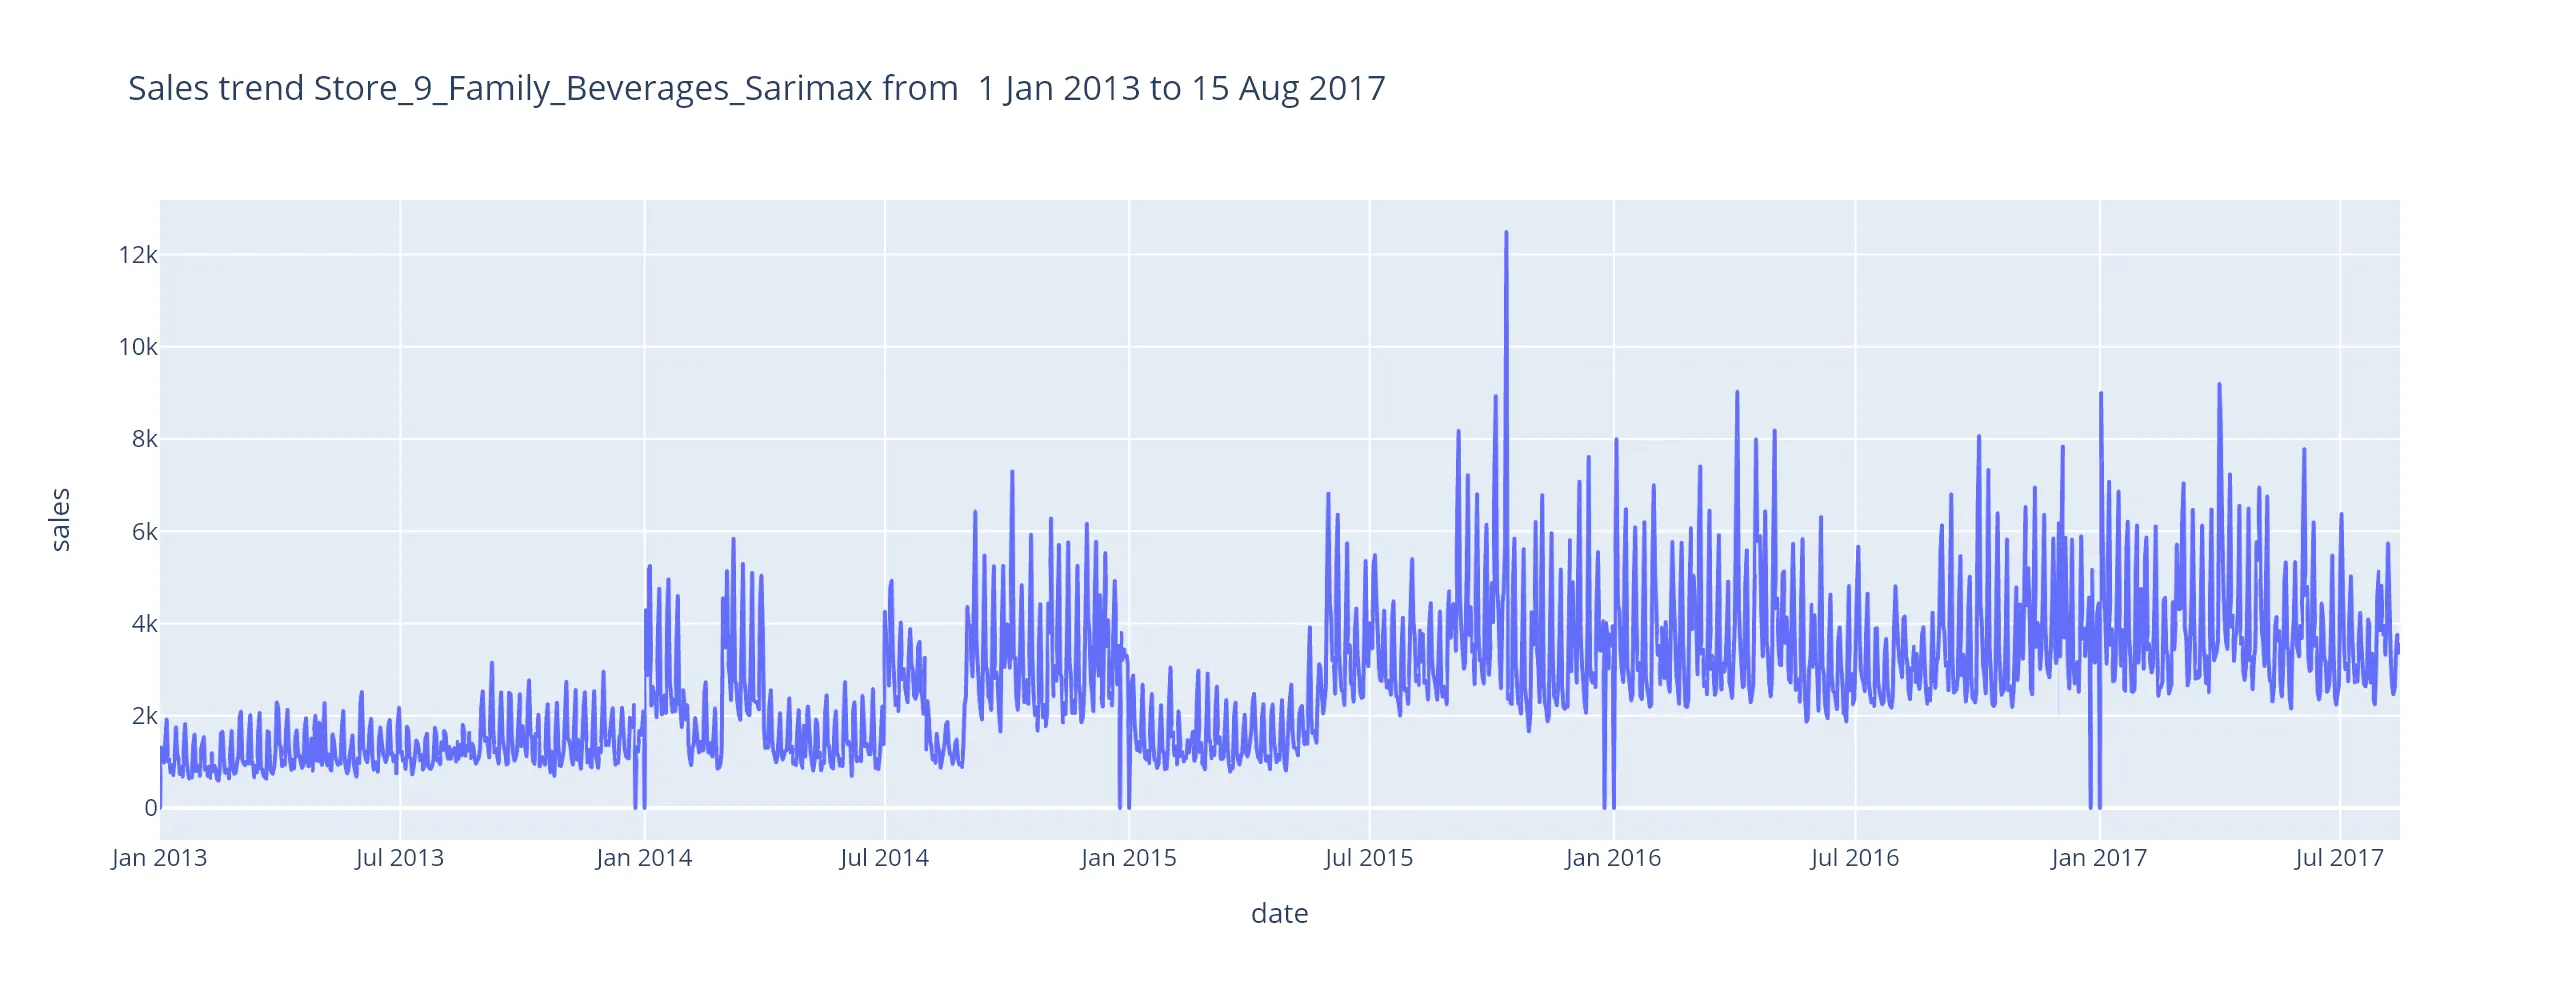 Sales trend Store_9_Family_Beverages_Sarimax from  1 Jan 2013 to 15 Aug 2017
12k
10k
8k
6k
4k
2k
0
sales
Jan 2013 Jul 2013 Jan 2014 Jul 2014 Jan 2015 Jul 2015 Jan 2016 Jul 2016 Jan 2017 Jul 2017
date